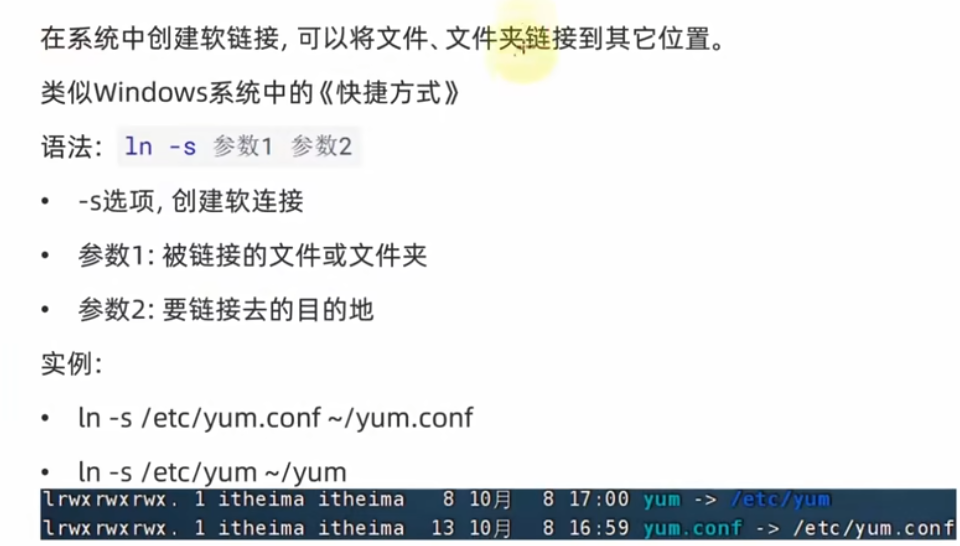 在系统中创建软链接, 可以将文件、文件夹链接到其它位置。
类似Windows系统中的《快捷方式》
语法: ln -s 参数1 参数2
• -s选项, 创建软连接
• 参数1: 被链接的文件或文件夹
• 参数2: 要链接去的目的地
实例:
• ln -s /etc/yum.conf ~/yum.conf
• ln -s /etc/yum ~/yum
lrwxrwxrwx. 1 itheima itheima 8 10月 8 17:00 yum -> /etc/yum
lrwxrwxrwx. 1 itheima itheima 13 10月 8 16:59 yum.conf -> /etc/yum.conf